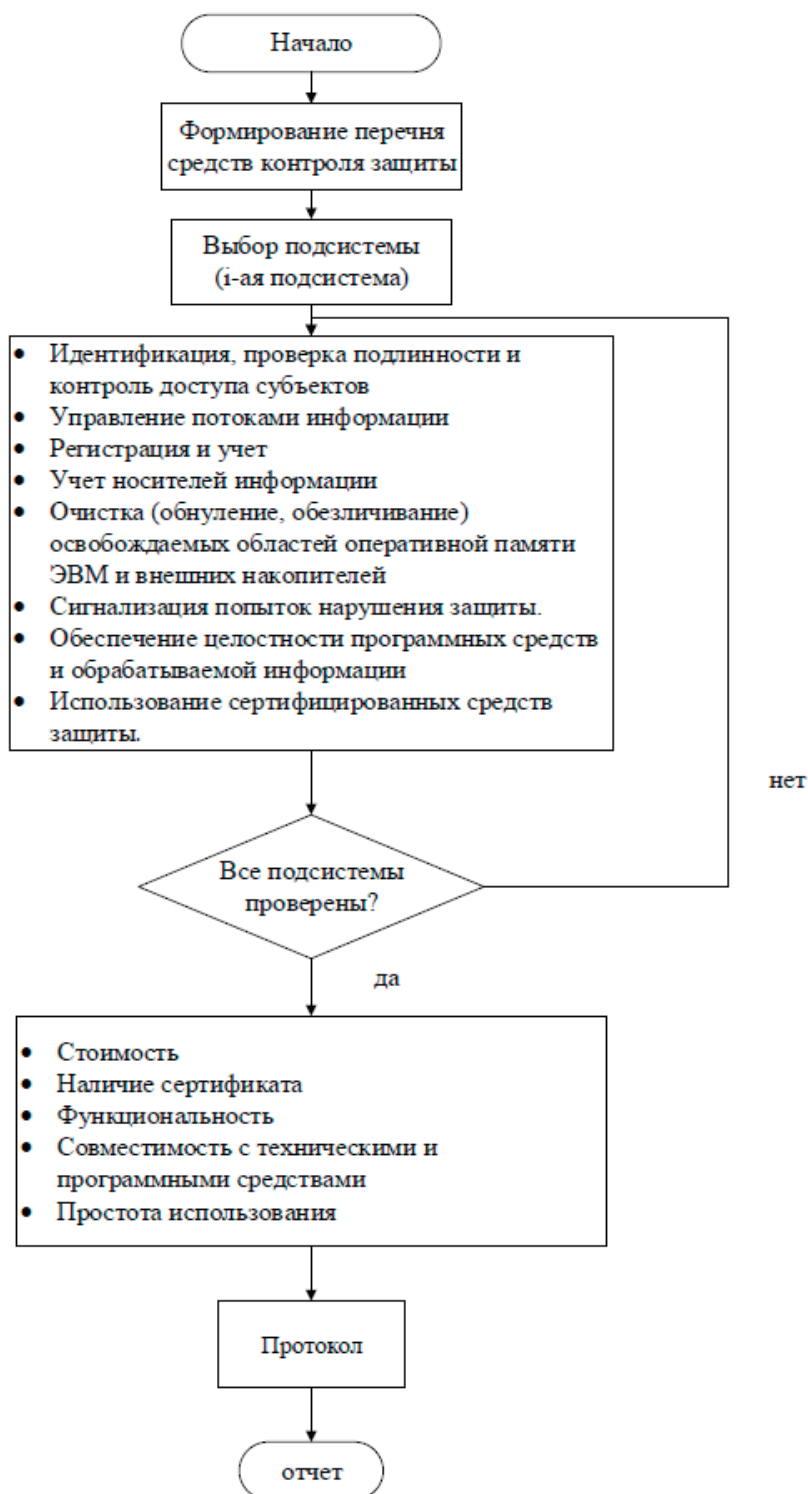 Начало
Формирование перечня
средств контроля защиты
Выбор подсистемы
(i-ая подсистема)
• Идентификация, проверка подлинности и
контроль доступа субъектов
• Управление потоками информации
• Регистрация и учет
• Учет носителей информации
• Очистка (обнуление, обезличивание)
освобождаемых областей оперативной памяти
ЭВМ и внешних накопителей
• Сигнализация попыток нарушения защиты.
• Обеспечение целостности программных средств
и обрабатываемой информации
• Использование сертифицированных средств
защиты.
нет
Все подсистемы
проверены?
да
• Стоимость
• Наличие сертификата
• Функциональность
• Совместимость с техническими и
программными средствами
• Простота использования
Протокол
отчет